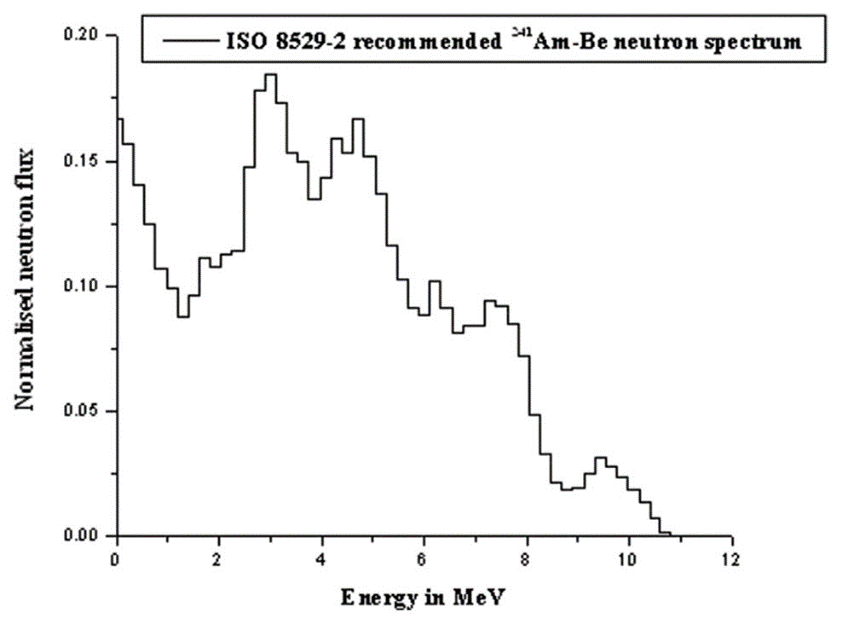 ISO 8529-2 recommended ²⁴¹Am-Be neutron spectrum
Normalised neutron flux
0.20
0.15
0.10
0.05
0.00
0 2 4 6 8 10 12
Energy in MeV